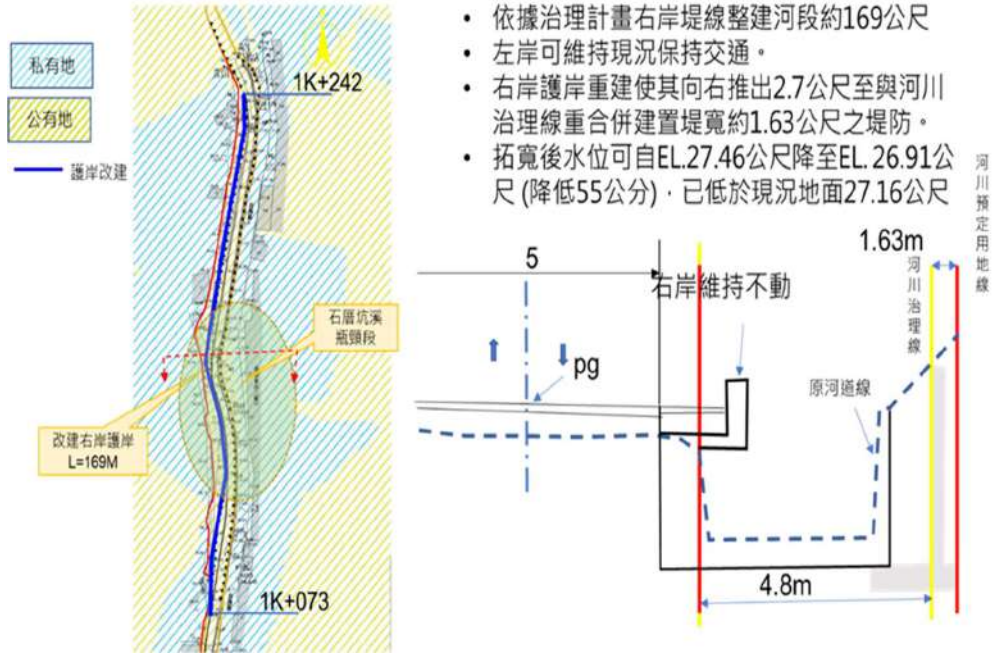 私有地
公有地
護岸改建
1K+242
石厝坑溪
瓶頸段
改建右岸護岸
L=169M
1K+073
• 依據治理計畫右岸堤線整建河段約169公尺
• 左岸可維持現況保持交通。
• 右岸護岸重建使其向右推出2.7公尺至與河川
治理線重合併建置堤寬約1.63公尺之堤防。
• 拓寬後水位可自EL.27.46公尺降至EL. 26.91公
尺 (降低55公分)，已低於現況地面27.16公尺
河川預定用地線
1.63m
河川治理線
5
右岸維持不動
pg
原河道線
4.8m